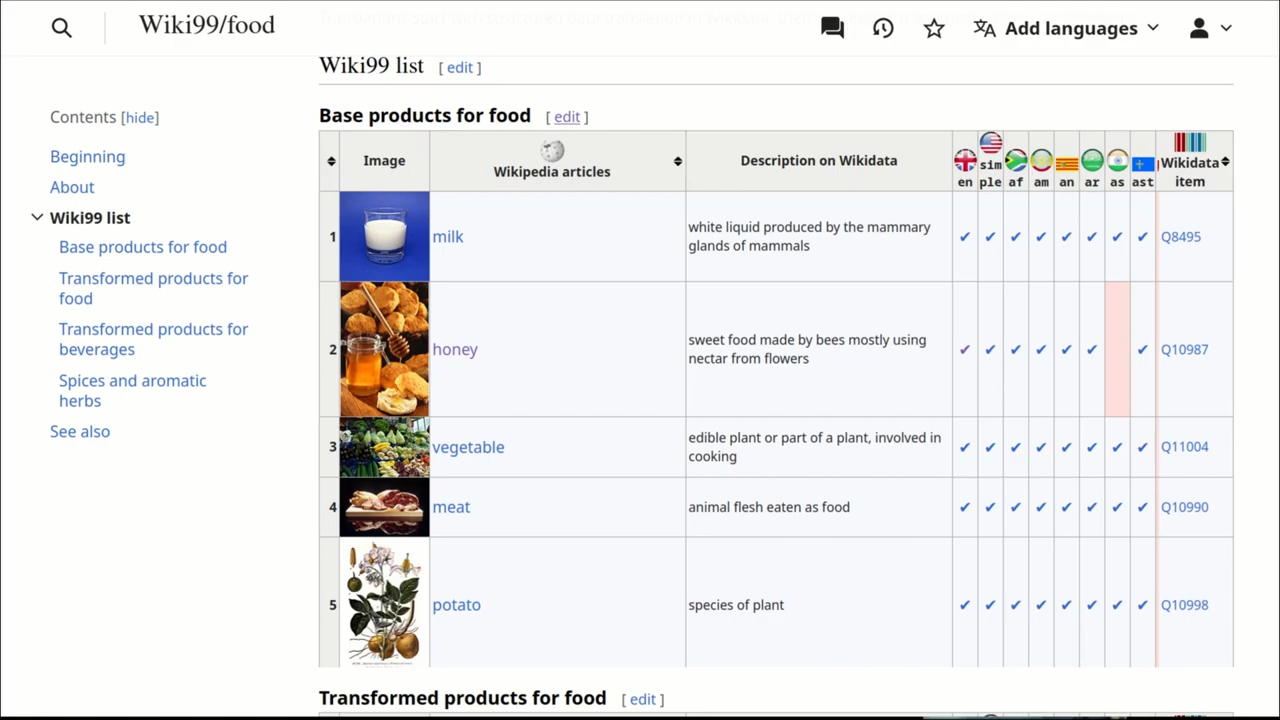 Wiki99/food
Add languages
Wiki99 list [ edit ]
Contents [hide]
Beginning
About
Wiki99 list
Base products for food
Transformed products for
food
Transformed products for
beverages
Spices and aromatic
herbs
See also
Base products for food [ edit ]
Image
Wikipedia articles
Description on Wikidata
en
sim
ple
af
am
an
ar
as
ast
Wikidata
item
1
milk
white liquid produced by the mammary
glands of mammals
✔ ✔ ✔ ✔ ✔ ✔ ✔ ✔
Q8495
2
honey
sweet food made by bees mostly using
nectar from flowers
✔ ✔ ✔ ✔ ✔ ✔ ✔
Q10987
3
vegetable
edible plant or part of a plant, involved in
cooking
✔ ✔ ✔ ✔ ✔ ✔ ✔ ✔
Q11004
4
meat
animal flesh eaten as food
✔ ✔ ✔ ✔ ✔ ✔ ✔ ✔
Q10990
5
potato
species of plant
✔ ✔ ✔ ✔ ✔ ✔ ✔ ✔
Q10998
Transformed products for food [ edit ]